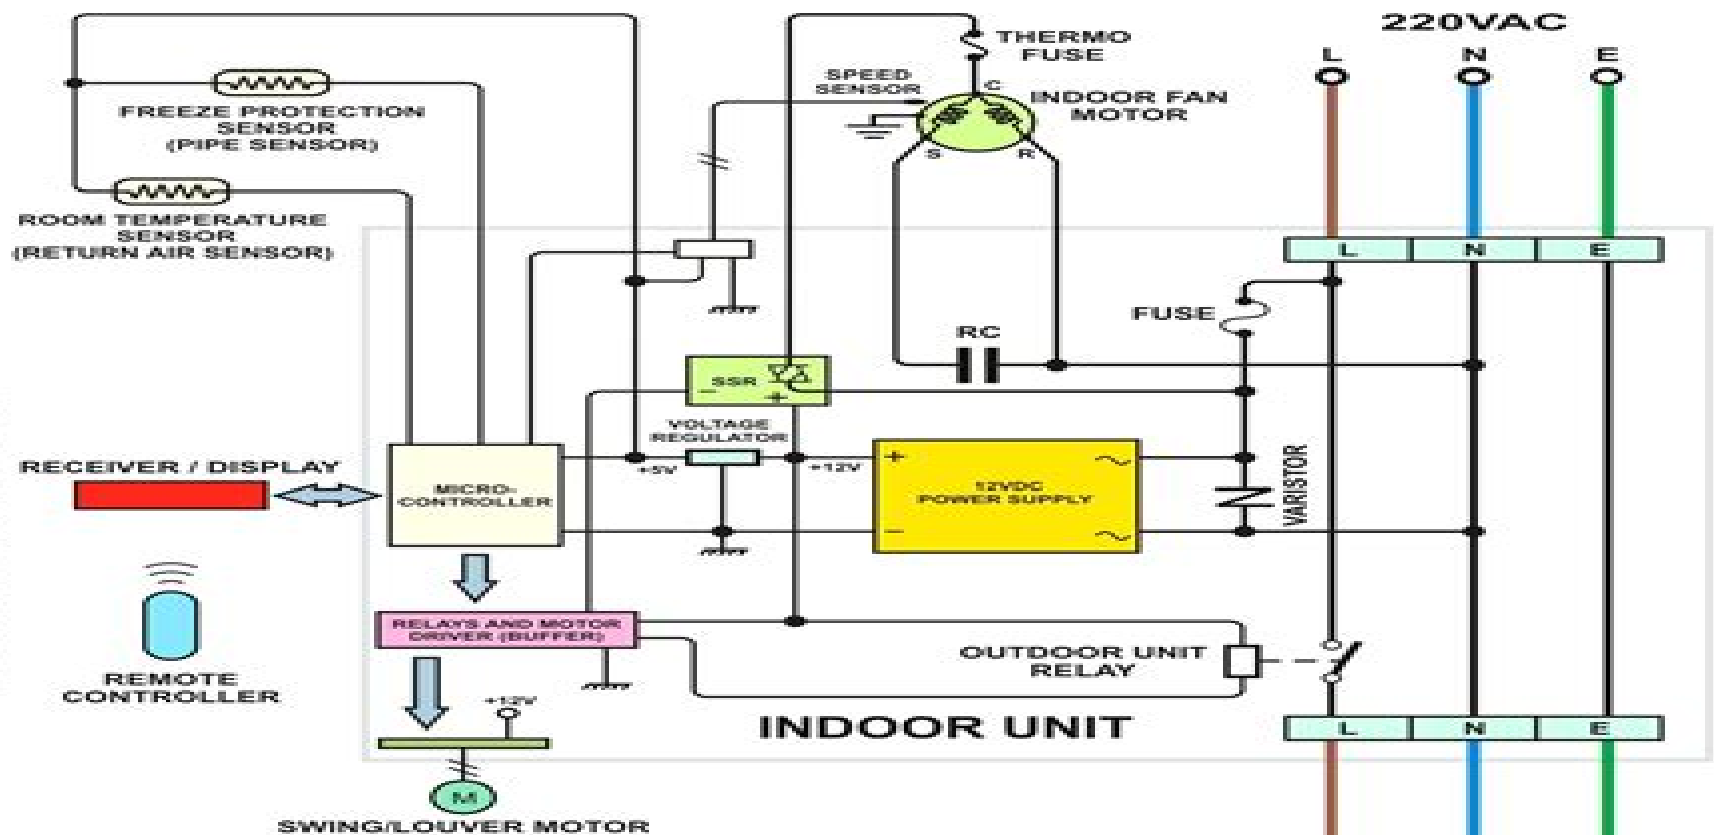 220VAC
L
N
E
THERMO
FUSE
SPEED
SENSOR
C
INDOOR FAN
MOTOR
S
R
FREEZE PROTECTION
SENSOR
(PIPE SENSOR)
ROOM TEMPERATURE
SENSOR
(RETURN AIR SENSOR)
L
N
E
FUSE
RC
SSR
-
+
VOLTAGE
REGULATOR
+5V
+12V
+
-
12VDC
POWER SUPPLY
VARISTOR
RECEIVER / DISPLAY
MICRO-
CONTROLLER
RELAYS AND MOTOR
DRIVER (BUFFER)
REMOTE
CONTROLLER
OUTDOOR UNIT
RELAY
+12V
INDOOR UNIT
L
N
E
M
SWING/LOUVER MOTOR